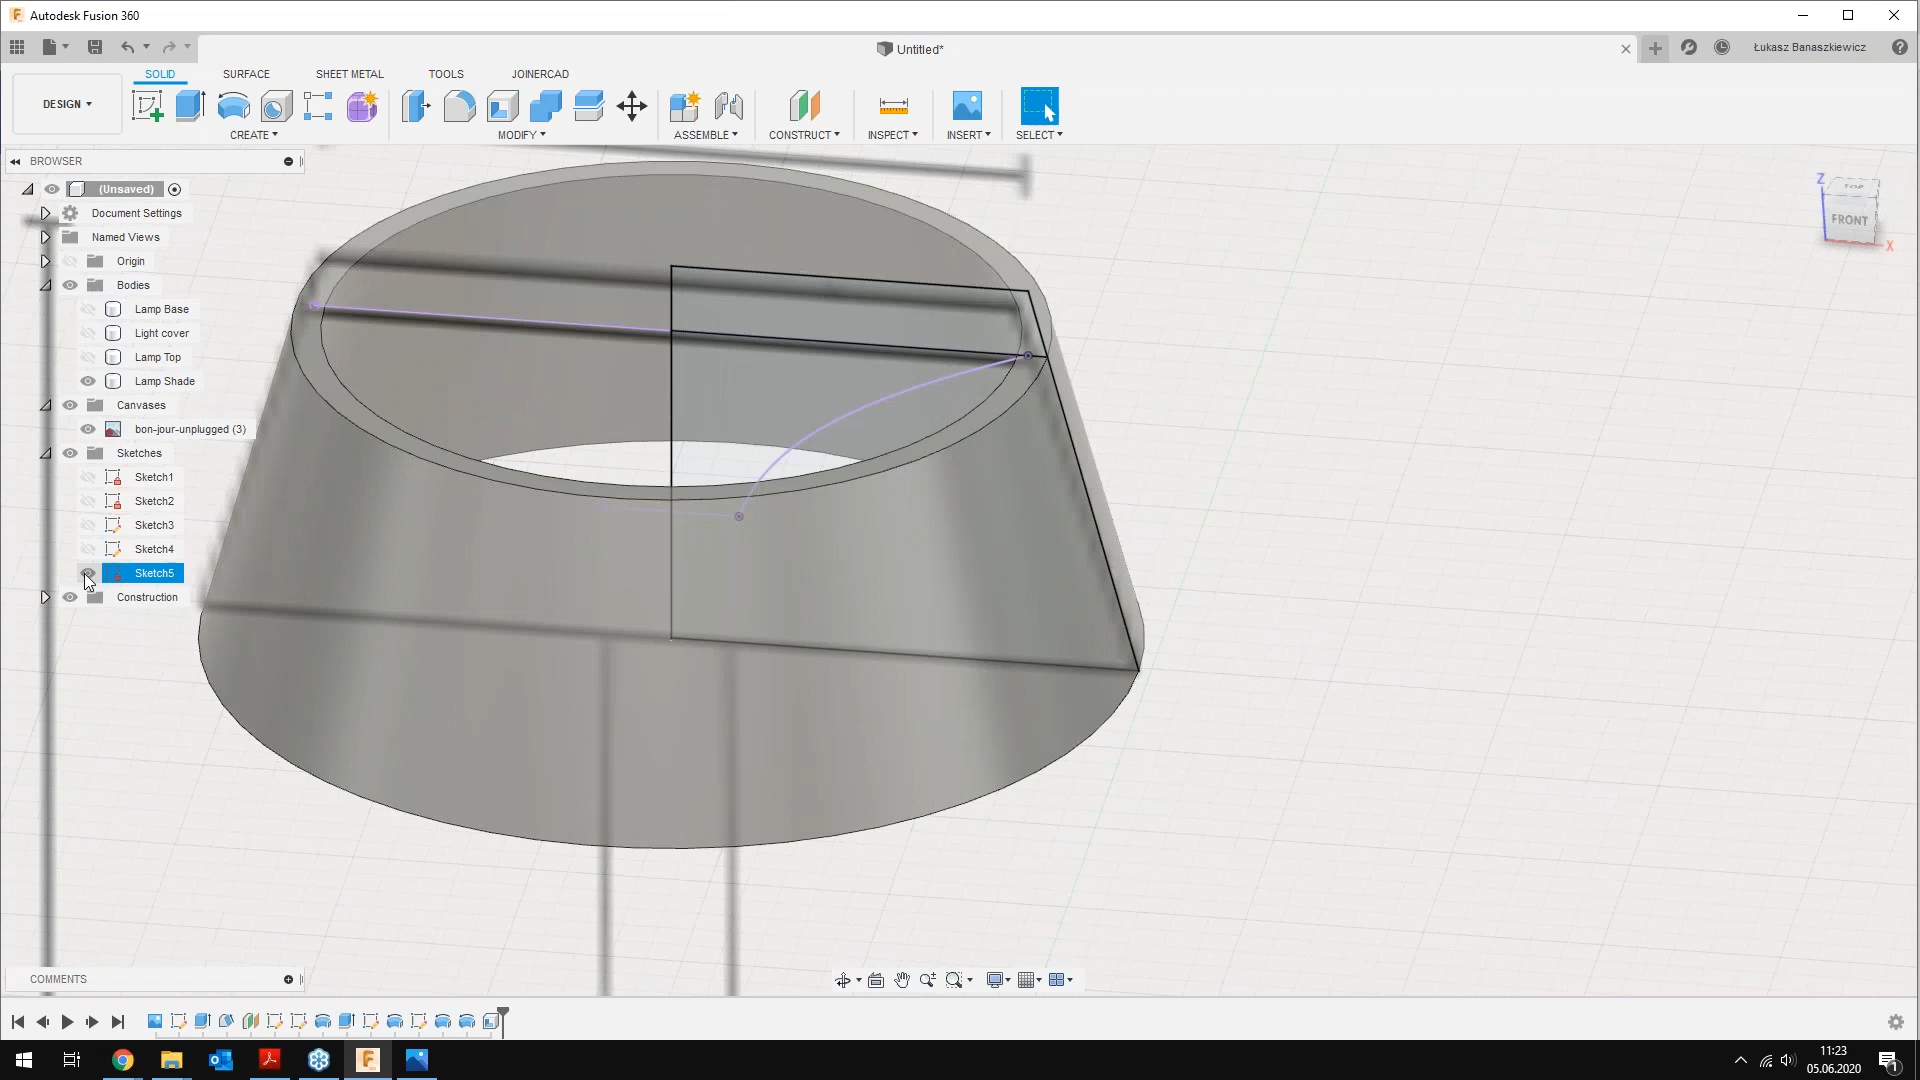 Autodesk Fusion 360
Untitled*
Łukasz Banaszkiewicz
SOLID
SURFACE
SHEET METAL
TOOLS
JOINERCAD
DESIGN
CREATE
MODIFY
ASSEMBLE
CONSTRUCT
INSPECT
INSERT
SELECT
BROWSER
(Unsaved)
Document Settings
Named Views
Origin
Bodies
Lamp Base
Light cover
Lamp Top
Lamp Shade
Canvases
bon-jour-unplugged (3)
Sketches
Sketch1
Sketch2
Sketch3
Sketch4
Sketch5
Construction
Z
TOP
FRONT
X
COMMENTS
11:23
05.06.2020
1